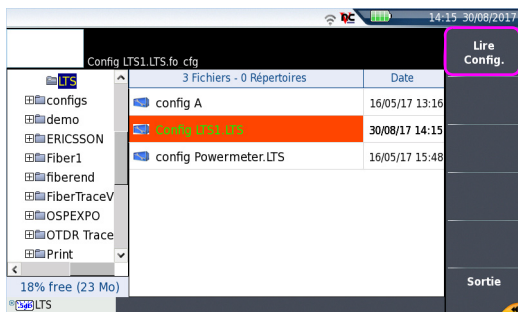 14:15 30/08/2017
Config LTS1.LTS.fo cfg
Lire
Config.
LTS
3 Fichiers - 0 Répertoires
Date
configs
config A
16/05/17 13:16
demo
ERICSSON
Config LTS1.LTS
30/08/17 14:15
Fiber1
config Powermeter.LTS
16/05/17 15:48
fiberend
FiberTraceV
OSPEXPO
OTDR Trace
Print
18% free (23 Mo)
Sortie
LTS